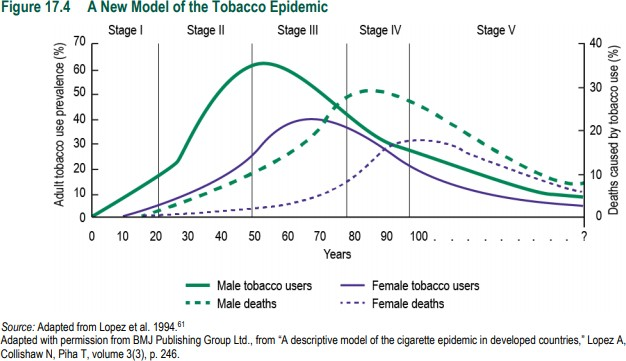 Figure 17.4 A New Model of the Tobacco Epidemic
Stage I Stage II Stage III Stage IV Stage V
Adult tobacco use prevalence (%)
70
60
50
40
30
20
10
0
40
30
20
10
0
Deaths caused by tobacco use (%)
0 10 20 30 40 50 60 70 80 90 100 . . . . . . . . . . . ?
Years
Male tobacco users Female tobacco users
Male deaths Female deaths
Source: Adapted from Lopez et al. 1994.61
Adapted with permission from BMJ Publishing Group Ltd., from “A descriptive model of the cigarette epidemic in developed countries,” Lopez A,
Collishaw N, Piha T, volume 3(3), p. 246.